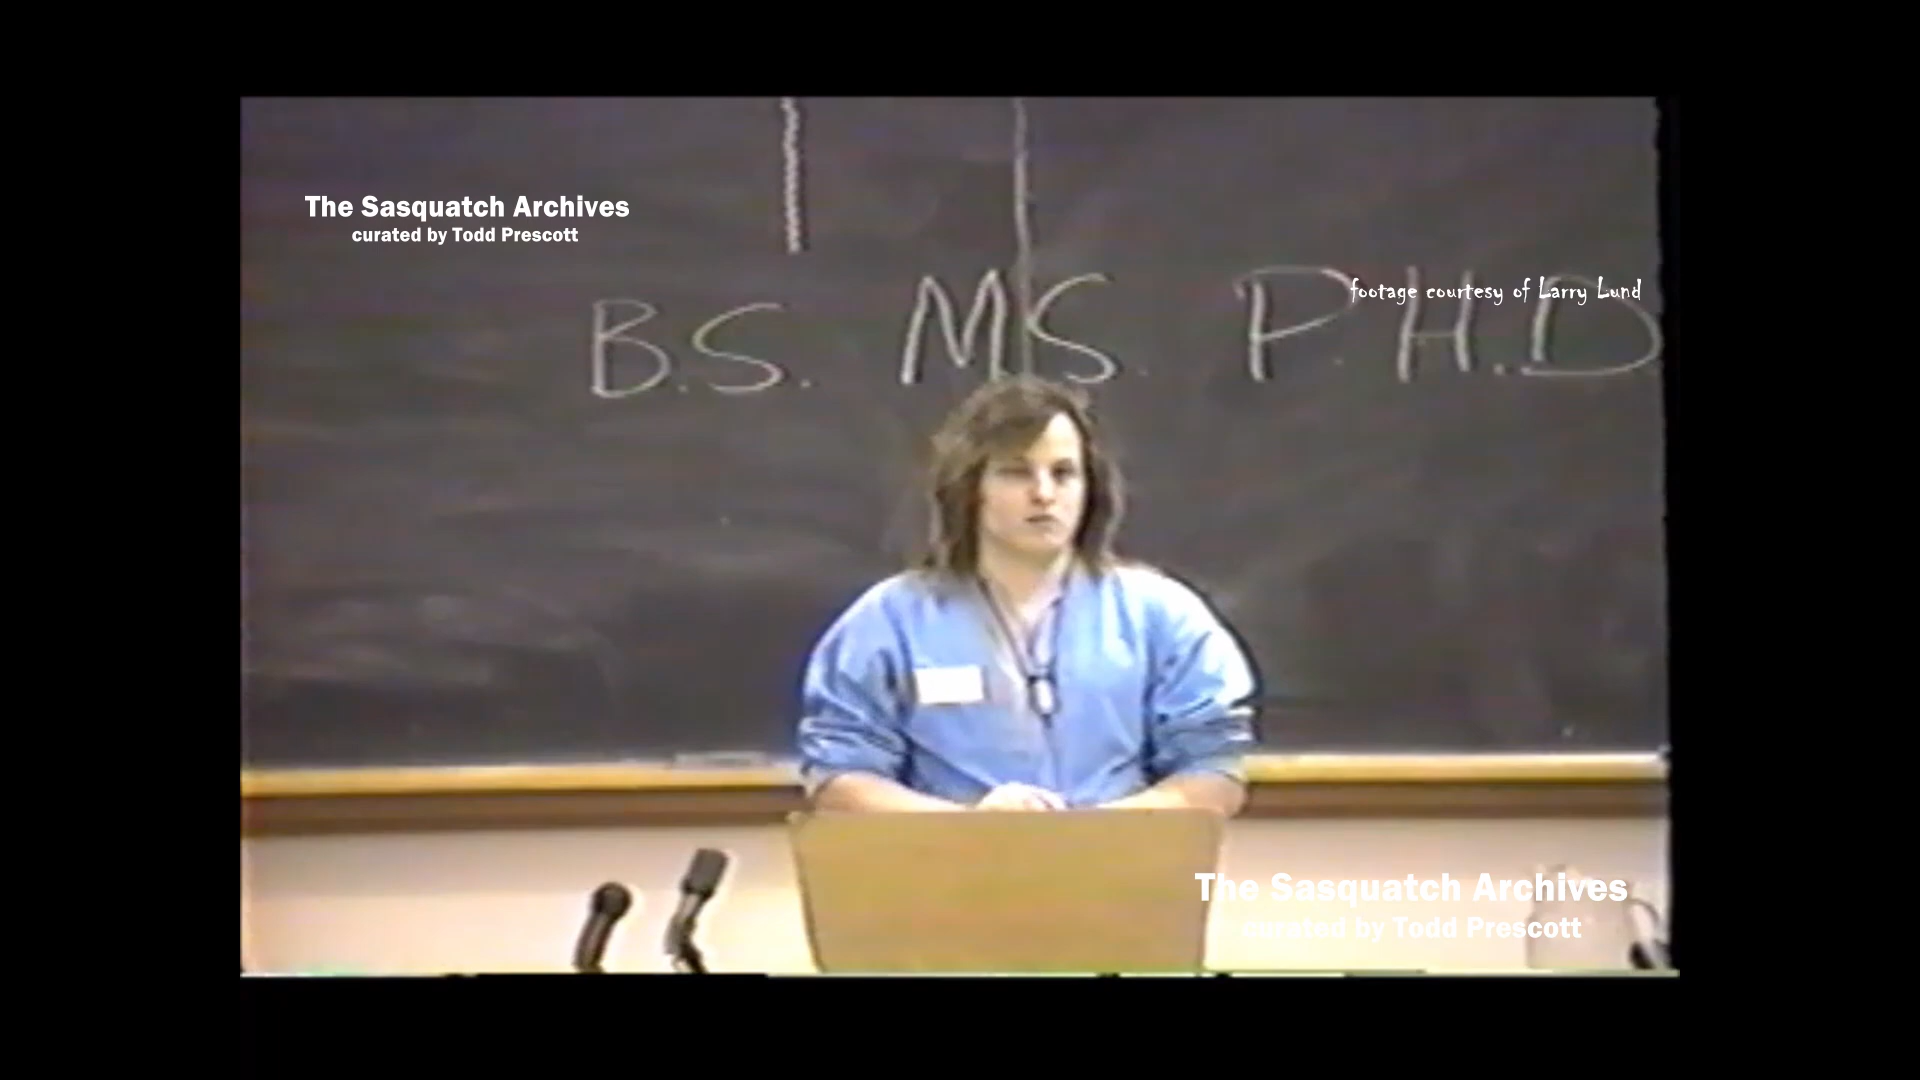 The Sasquatch Archives
curated by Todd Prescott
footage courtesy of Larry Lund
B.S. M.S. P.H.D
The Sasquatch Archives
curated by Todd Prescott